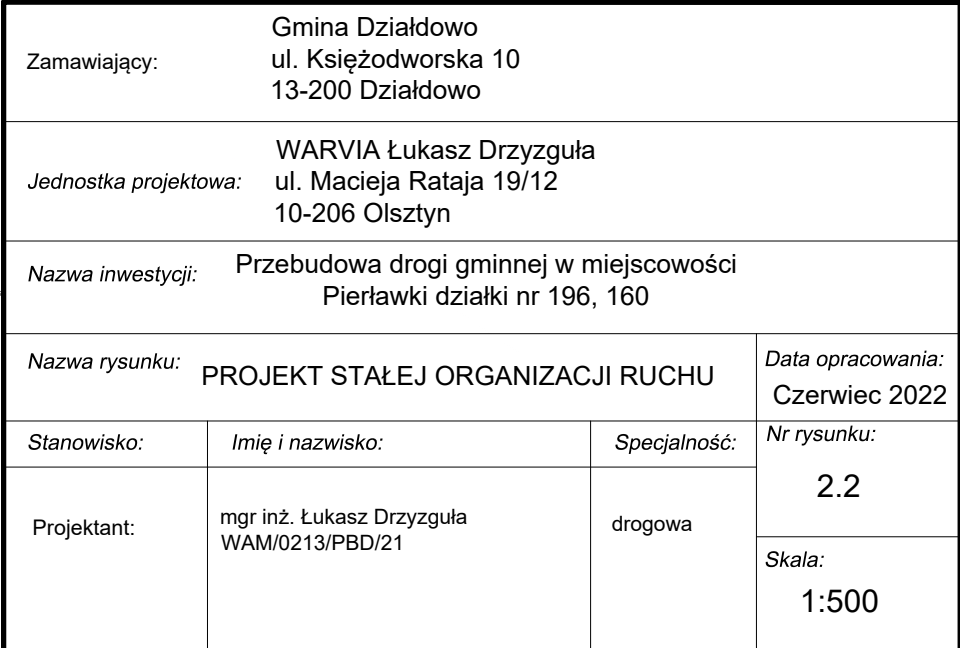 Zamawiający:
Gmina Działdowo
ul. Księżodworska 10
13-200 Działdowo
Jednostka projektowa:
WARVIA Łukasz Drzyzguła
ul. Macieja Rataja 19/12
10-206 Olsztyn
Nazwa inwestycji:
Przebudowa drogi gminnej w miejscowości
Pierławki działki nr 196, 160
Nazwa rysunku:
PROJEKT STAŁEJ ORGANIZACJI RUCHU
Data opracowania:
Czerwiec 2022
Stanowisko:
Imię i nazwisko:
Specjalność:
Nr rysunku:
2.2
Projektant:
mgr inż. Łukasz Drzyzguła
WAM/0213/PBD/21
drogowa
Skala:
1:500